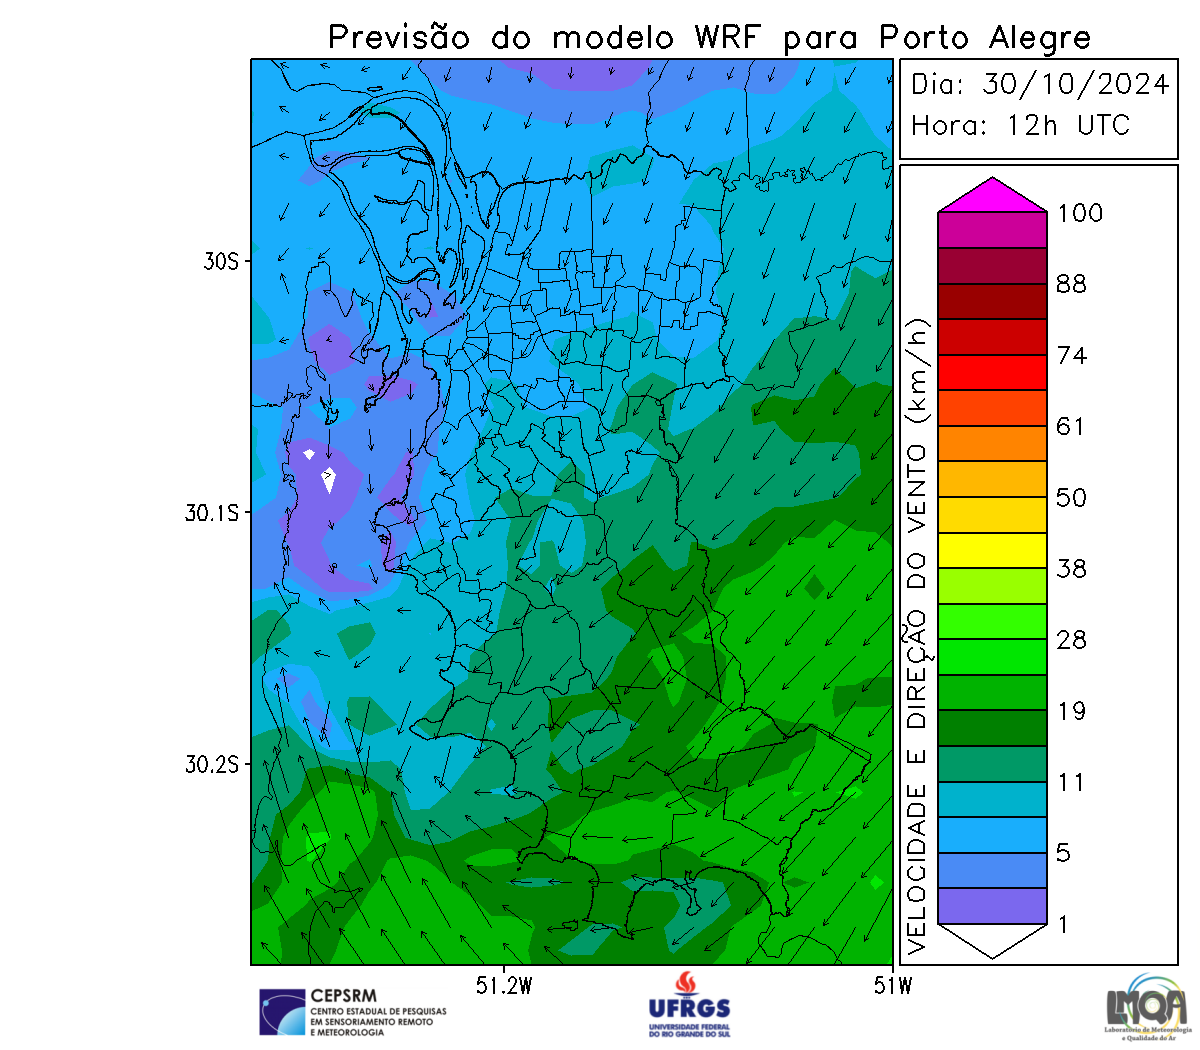 Previsão do modelo WRF para Porto Alegre
Dia: 30/10/2024
Hora: 12h UTC
30S
30.1S
30.2S
51.2W
51W
VELOCIDADE E DIREÇÃO DO VENTO (km/h)
100
88
74
61
50
38
28
19
11
5
1
CEPSRM
CENTRO ESTADUAL DE PESQUISAS
EM SENSORIAMENTO REMOTO
E METEOROLOGIA
UFRGS
UNIVERSIDADE FEDERAL
DO RIO GRANDE DO SUL
LMQA
Laboratório de Meteorologia
e Qualidade do Ar